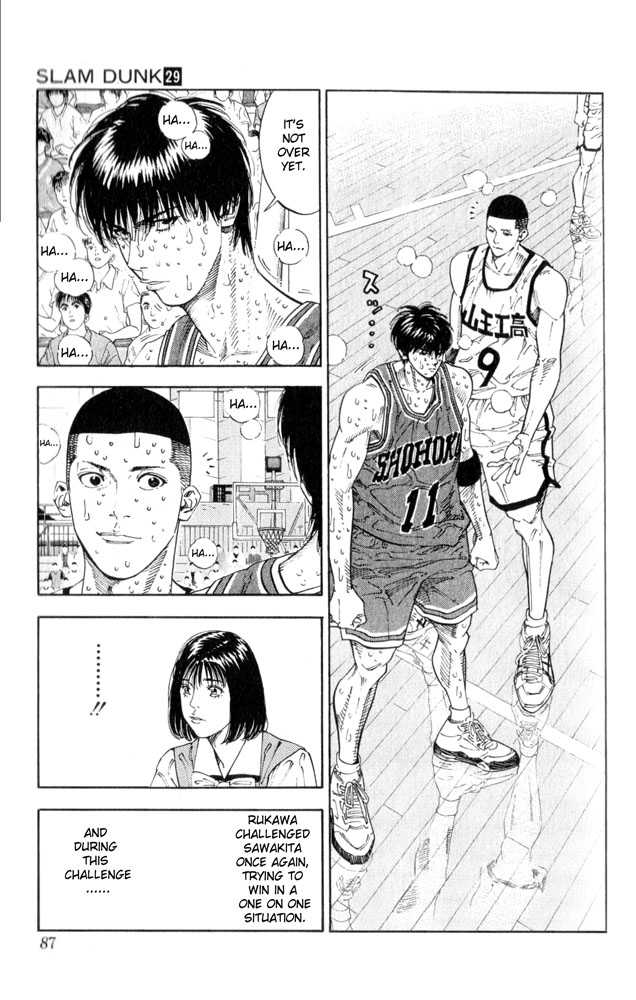 SLAM DUNK 29
山王工高
9
SHOHOKU
11
IT'S
NOT
OVER
YET.
HA...
HA...
HA...
HA...
HA...
HA...
HA...
HA...
HA...
HA...
......!!
RUKAWA
CHALLENGED
SAWAKITA
ONCE AGAIN,
TRYING TO
WIN IN A
ONE ON ONE
SITUATION.
AND
DURING
THIS
CHALLENGE
......
87